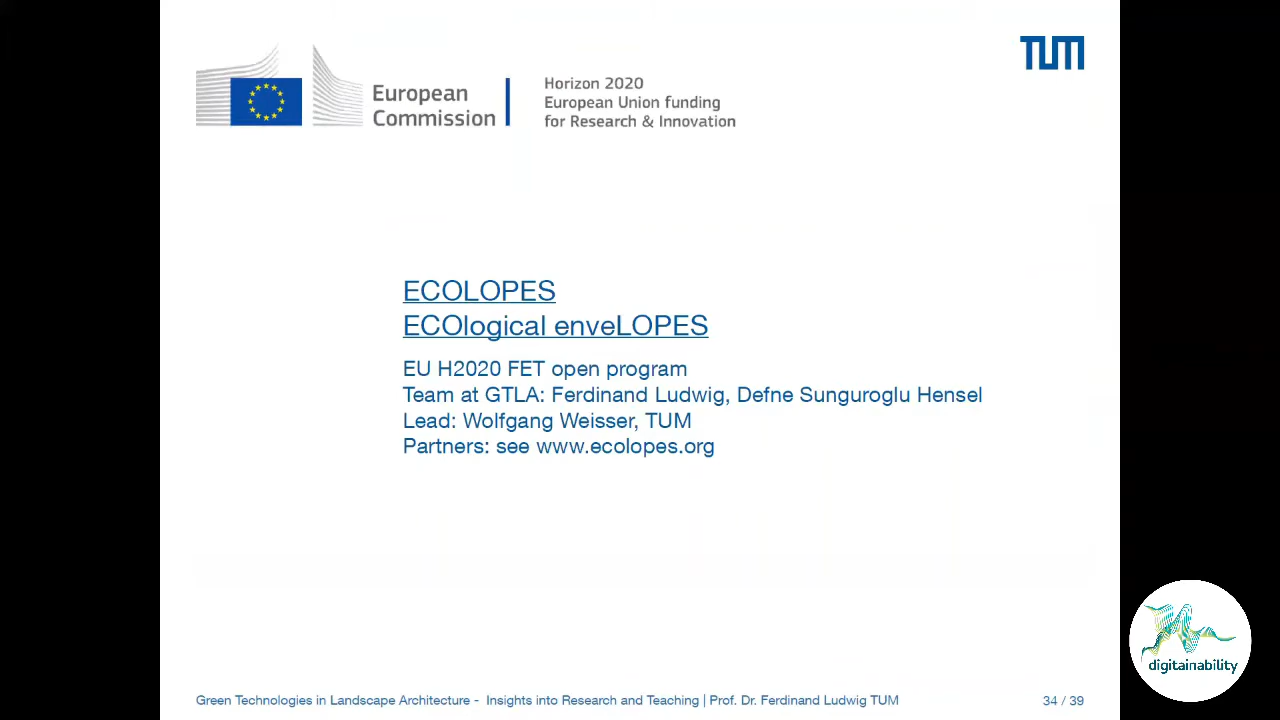 TUM
European
Commission
Horizon 2020
European Union funding
for Research & Innovation
ECOLOPES
ECOlogical enveLOPES
EU H2020 FET open program
Team at GTLA: Ferdinand Ludwig, Defne Sunguroglu Hensel
Lead: Wolfgang Weisser, TUM
Partners: see www.ecolopes.org
digitainability
Green Technologies in Landscape Architecture - Insights into Research and Teaching | Prof. Dr. Ferdinand Ludwig TUM
34 / 39